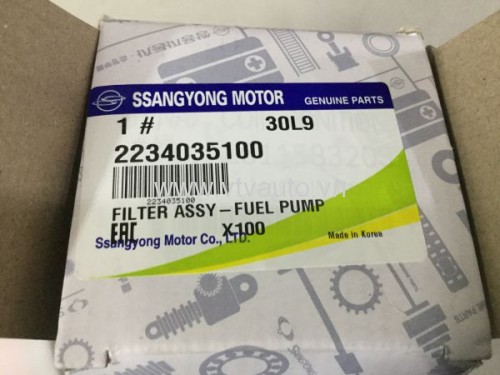 SSANGYONG MOTOR GENUINE PARTS
1 # 30L9
2234035100
2234035100
FILTER ASSY-FUEL PUMP
EAC X100
Ssangyong Motor Co., LTD. Made in Korea